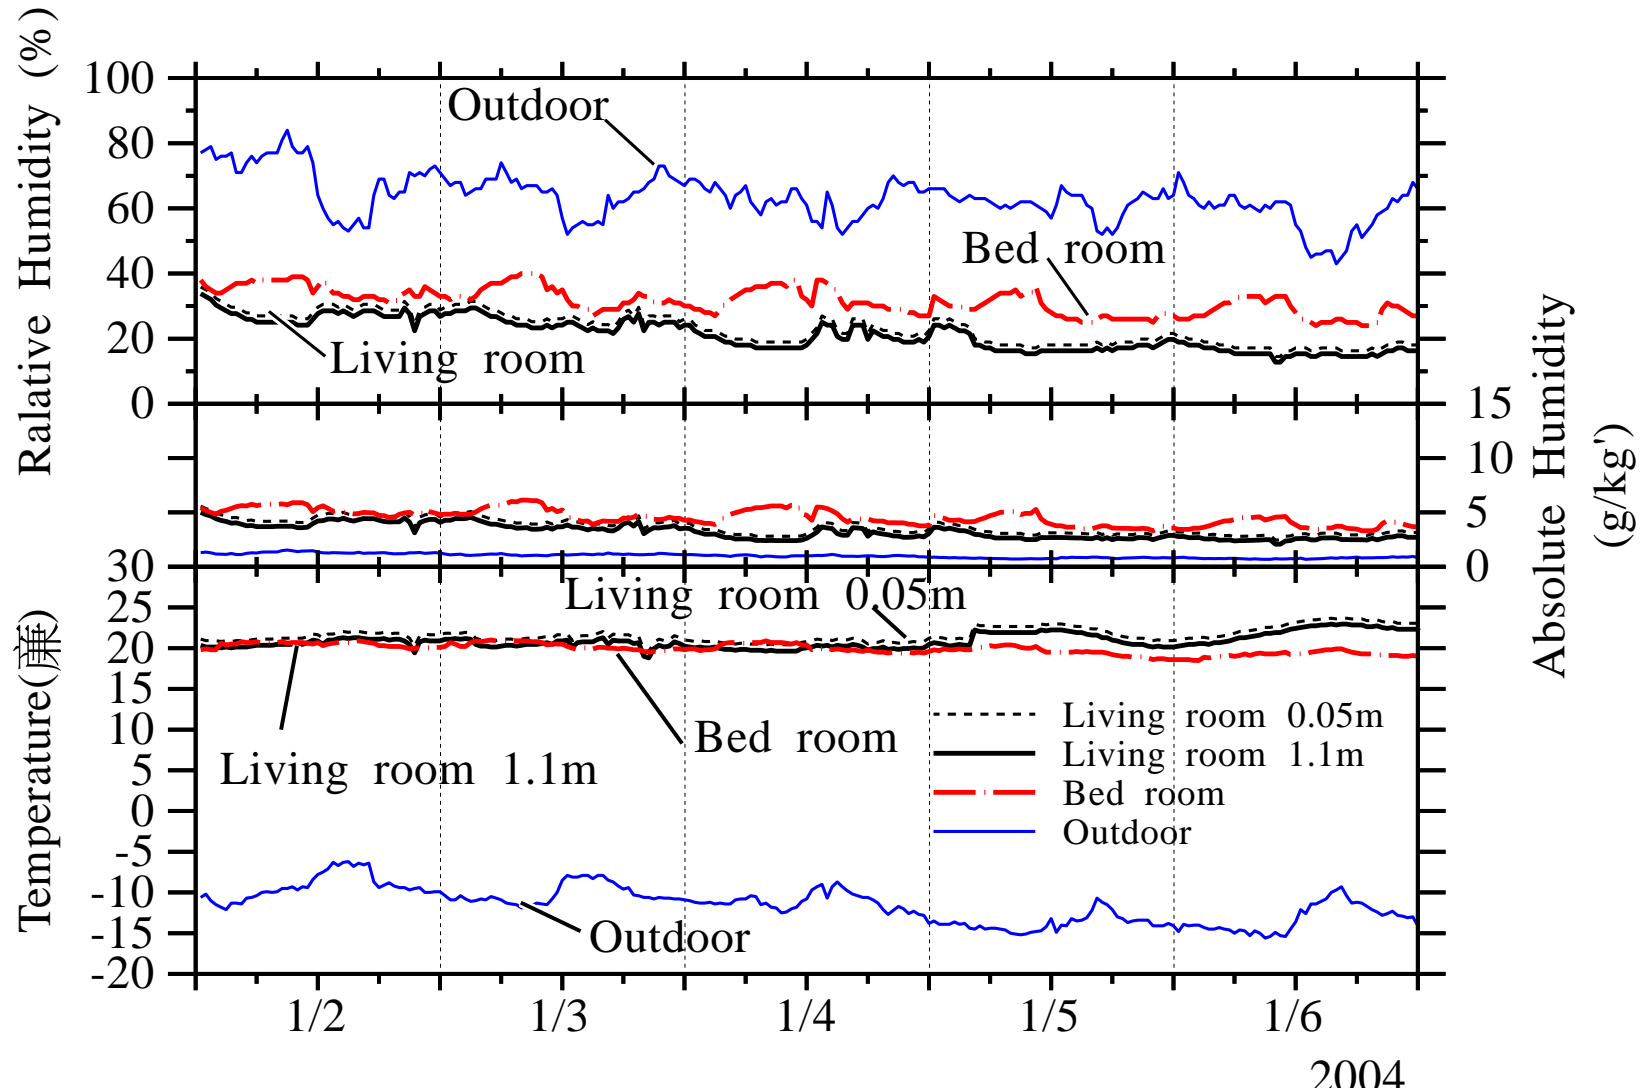 Ralative Humidity (%)
100
80
60
40
20
0
Outdoor
Bed room
Living room
15
10
5
0
Absolute Humidity
(g/kg')
Temperature(廉)
30
25
20
15
10
5
0
-5
-10
-15
-20
Living room 0.05m
Living room 1.1m
Bed room
Living room 0.05m
Living room 1.1m
Bed room
Outdoor
Outdoor
1/2
1/3
1/4
1/5
1/6
2004